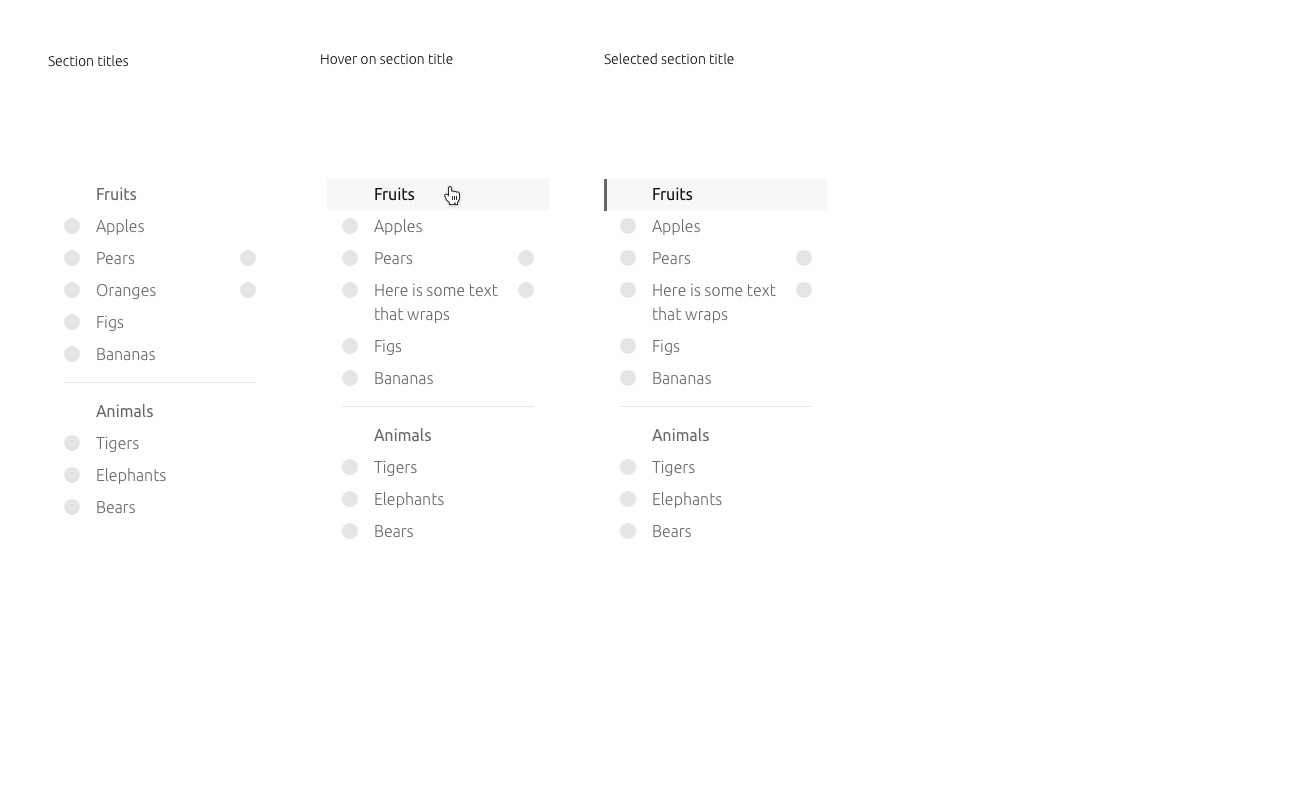 Section titles
Hover on section title
Selected section title
Fruits
Apples
Pears
Oranges
Figs
Bananas
Animals
Tigers
Elephants
Bears
Fruits
Apples
Pears
Here is some text
that wraps
Figs
Bananas
Animals
Tigers
Elephants
Bears
Fruits
Apples
Pears
Here is some text
that wraps
Figs
Bananas
Animals
Tigers
Elephants
Bears